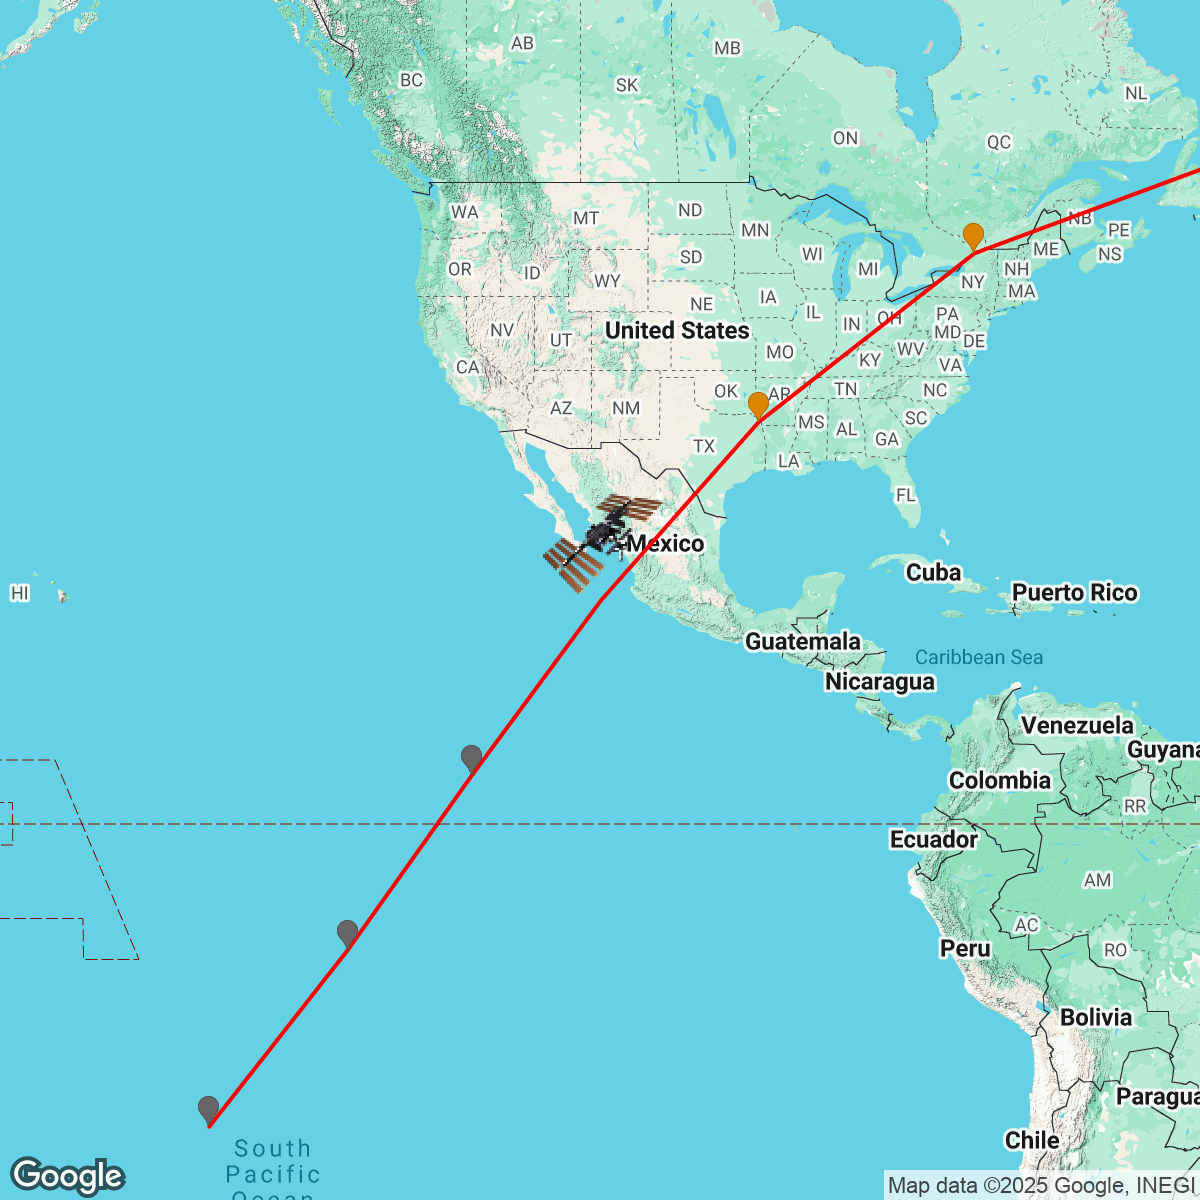 AB
MB
BC
SK
NL
ON
QC
WA
MT
ND
NB
MN
PE
OR
ID
SD
WI
ME
NS
MI
NH
WY
NY
MA
IA
NE
IL
PA
NV
United States
IN
OH
MD
UT
DE
MO
WV
KY
CA
VA
OK
AR
TN
NC
AZ
NM
MS
SC
AL
GA
TX
LA
FL
Mexico
Cuba
HI
Puerto Rico
Guatemala
Caribbean Sea
Nicaragua
Venezuela
Guyana
Colombia
RR
Ecuador
AM
AC
Peru
RO
Bolivia
Paragua
Chile
South
Pacific
Ocean
Google
Map data ©2025 Google, INEGI